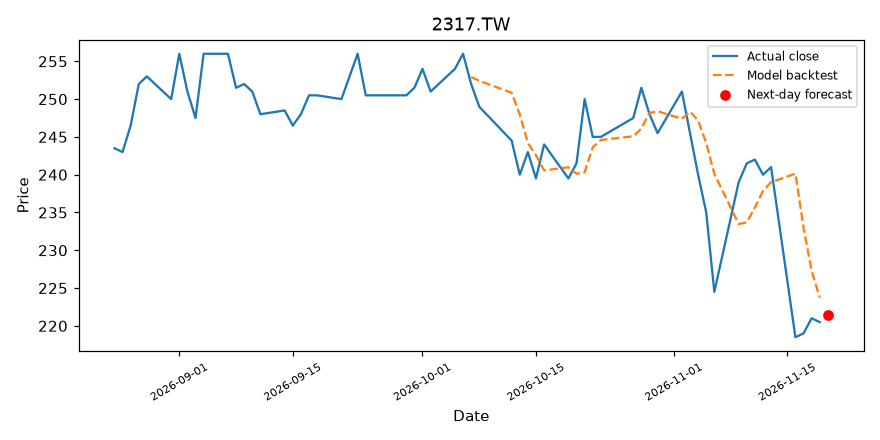 2317.TW
Actual close
Model backtest
Next-day forecast
Price
255
250
245
240
235
230
225
220
2026-09-01
2026-09-15
2026-10-01
2026-10-15
2026-11-01
2026-11-15
Date